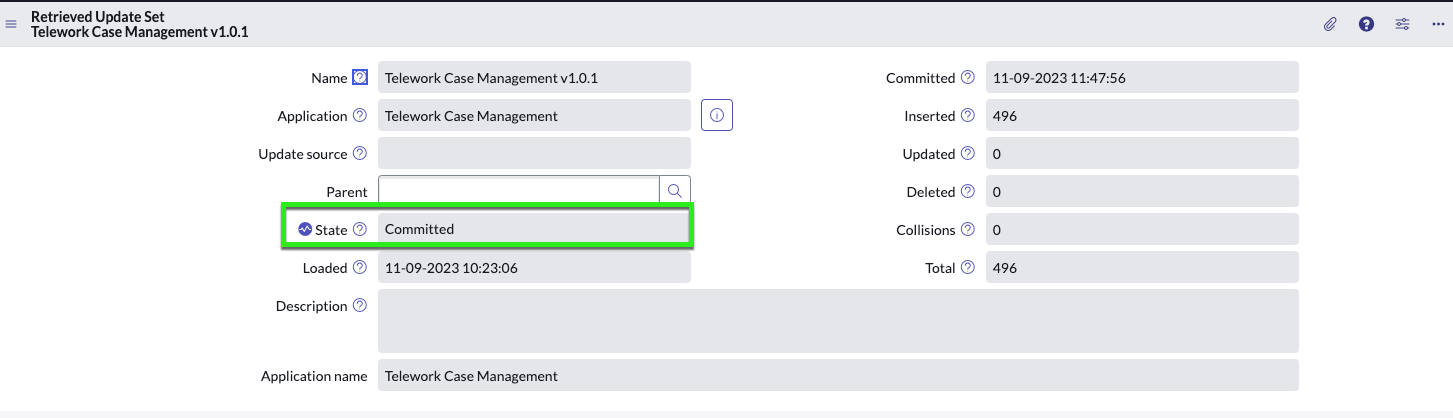 Retrieved Update Set
Telework Case Management v1.0.1
Name Telework Case Management v1.0.1
Application Telework Case Management
Update source
Parent
State Committed
Loaded 11-09-2023 10:23:06
Description
Application name Telework Case Management
Committed 11-09-2023 11:47:56
Inserted 496
Updated 0
Deleted 0
Collisions 0
Total 496